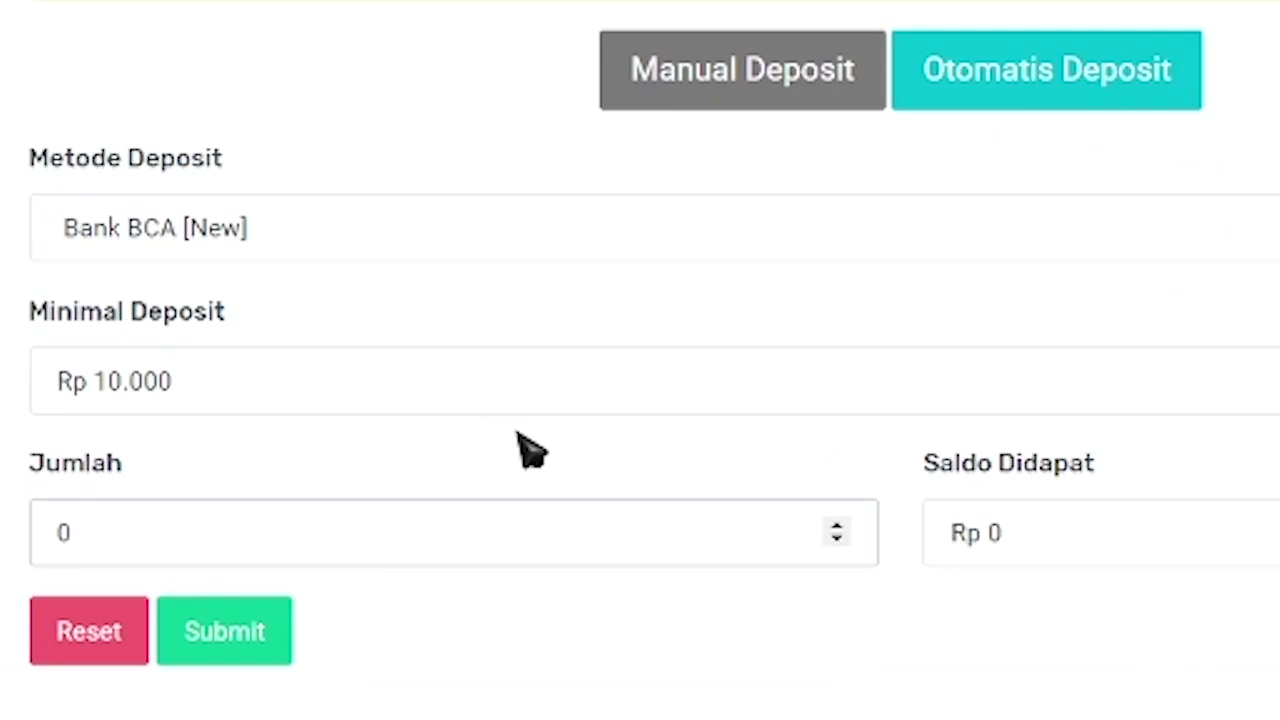 Manual Deposit Otomatis Deposit
Metode Deposit
Bank BCA [New]
Minimal Deposit
Rp 10.000
Jumlah Saldo Didapat
0 Rp 0
Reset Submit